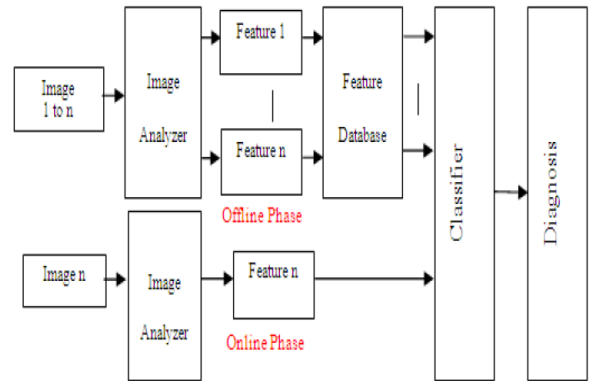 Image
1 to n
Image
Analyzer
Feature 1
Feature n
Feature
Database
Offline Phase
Image n
Image
Analyzer
Feature n
Online Phase
Classifier
Diagnosis